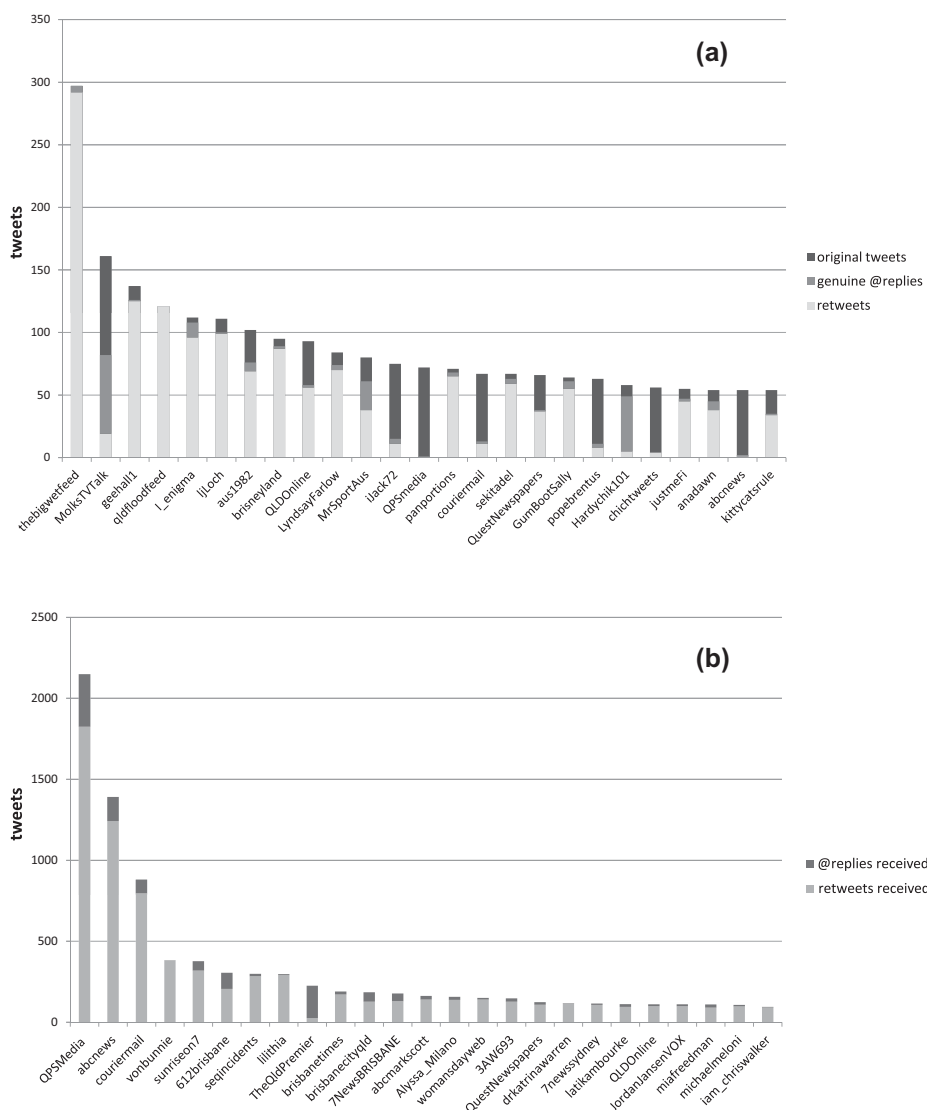 (a)
350
300
250
200
150
100
50
0
tweets
original tweets
genuine @replies
retweets
thebigwetfeed
MolksTVTalk
geehall1
qldfloodfeed
I_enigma
ljLoch
aus1982
brisneyland
QLDOnline
LyndsayFarlow
MrSportAus
iJack72
QPSmedia
panportions
couriermail
sekitadel
QuestNewspapers
GumBootSally
popebrentus
Hardychik101
chichtweets
justmeFi
anadawn
abcnews
kittycatsrule
(b)
2500
2000
1500
1000
500
0
tweets
@replies received
retweets received
QPSMedia
abcnews
couriermail
vonbunnie
sunriseon7
612brisbane
seqincidents
lilithia
TheQldPremier
brisbanetimes
brisbanecityqld
7NewsBRISBANE
abcmarkscott
Alyssa_Milano
womansdayweb
3AW693
QuestNewspapers
drkatrinawarren
7newssydney
latikambourke
QLDOnline
JordanJansenVOX
miafreedman
michaelmeloni
iam_chriswalker